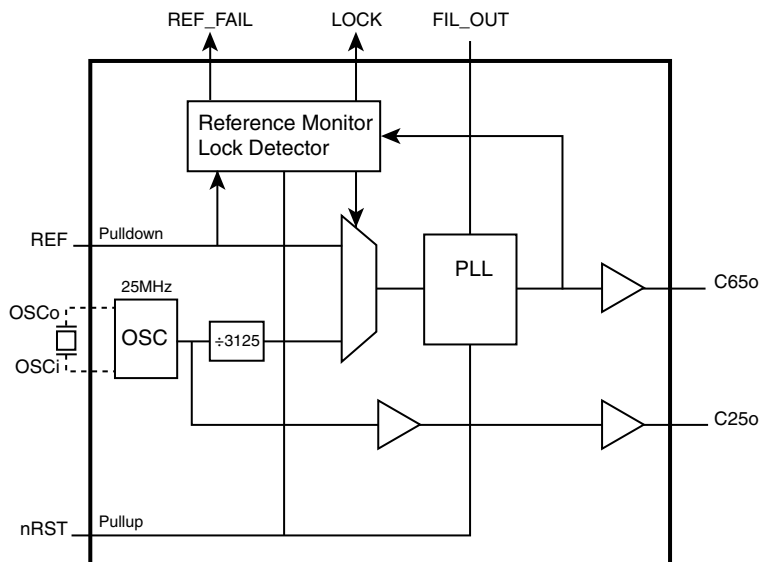 REF_FAIL
LOCK
FIL_OUT
Reference Monitor
Lock Detector
REF
Pulldown
PLL
25MHz
OSCo
OSC
÷3125
OSCi
C65o
C25o
nRST
Pullup